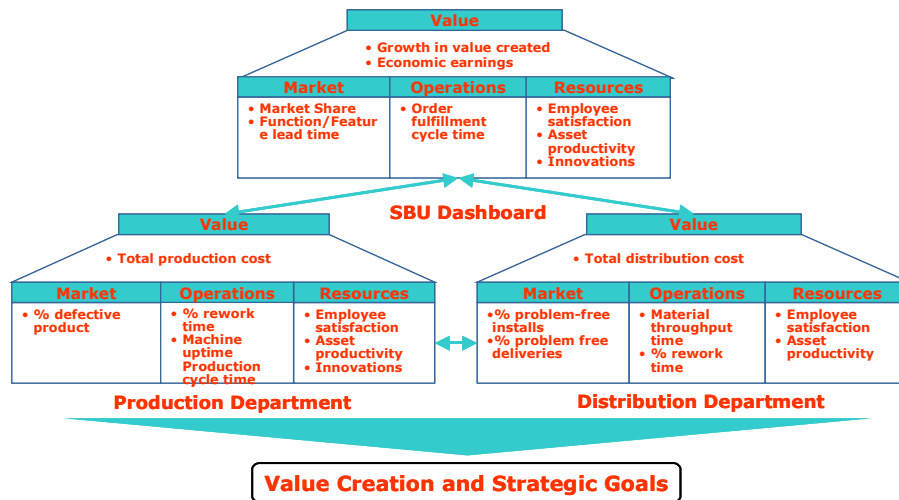 Value
• Growth in value created
• Economic earnings
Market
Operations
Resources
• Market Share
• Function/Featur
e lead time
• Order
fulfillment
cycle time
• Employee
satisfaction
• Asset
productivity
• Innovations
SBU Dashboard
Value
• Total production cost
Market
Operations
Resources
• % defective
product
• % rework
time
• Machine
uptime
Production
cycle time
• Employee
satisfaction
• Asset
productivity
• Innovations
Production Department
Value
• Total distribution cost
Market
Operations
Resources
•% problem-free
installs
•% problem free
deliveries
• Material
throughput
time
• % rework
time
• Employee
satisfaction
• Asset
productivity
Distribution Department
Value Creation and Strategic Goals